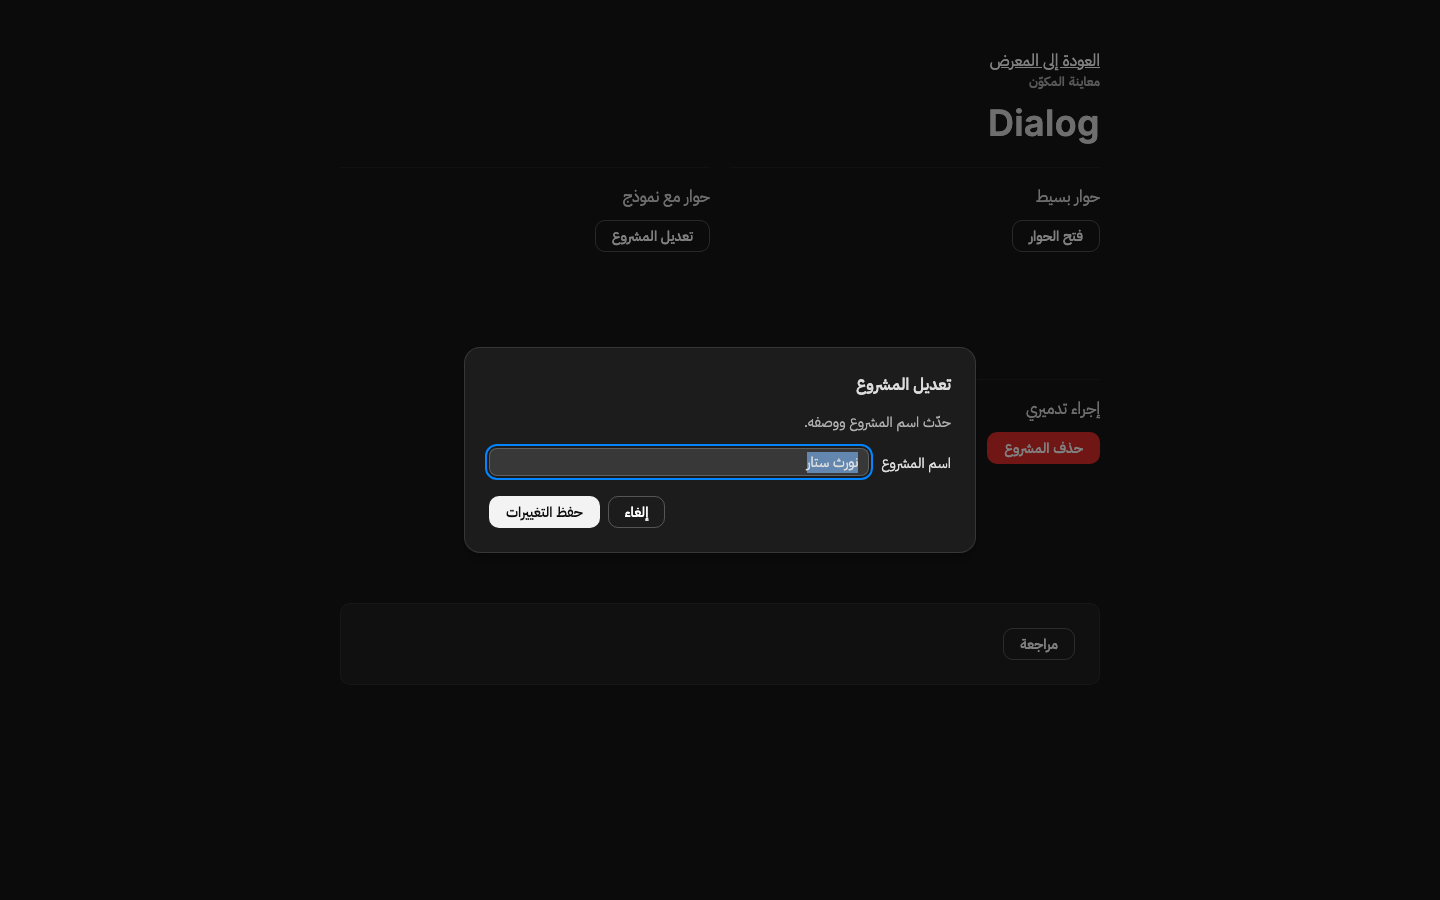 العودة إلى المعرض
معاينة المكوّن
Dialog
حوار بسيط
حوار مع نموذج
فتح الحوار
تعديل المشروع
تعديل المشروع
حدّث اسم المشروع ووصفه.
اسم المشروع
نورث ستار
إلغاء
حفظ التغييرات
إجراء تدميري
حذف المشروع
مراجعة